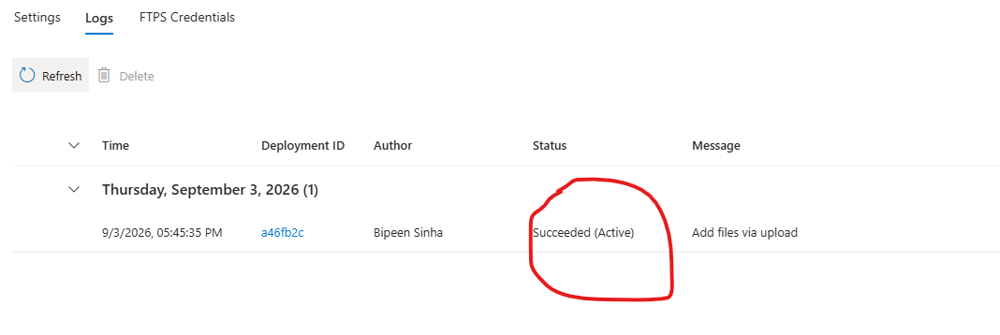 Settings Logs FTPS Credentials
Refresh Delete
Time Deployment ID Author Status Message
Thursday, September 3, 2026 (1)
9/3/2026, 05:45:35 PM a46fb2c Bipeen Sinha Succeeded (Active) Add files via upload